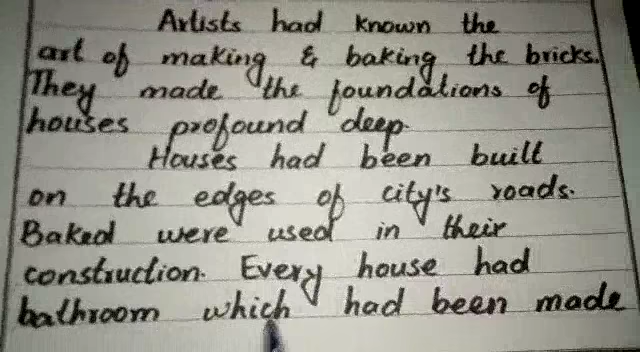 Artists had known the
art of making & baking the bricks.
They made the foundations of
houses profound deep.
Houses had been built
on the edges of city's roads.
Baked were used in their
construction. Every house had
bathroom which had been made